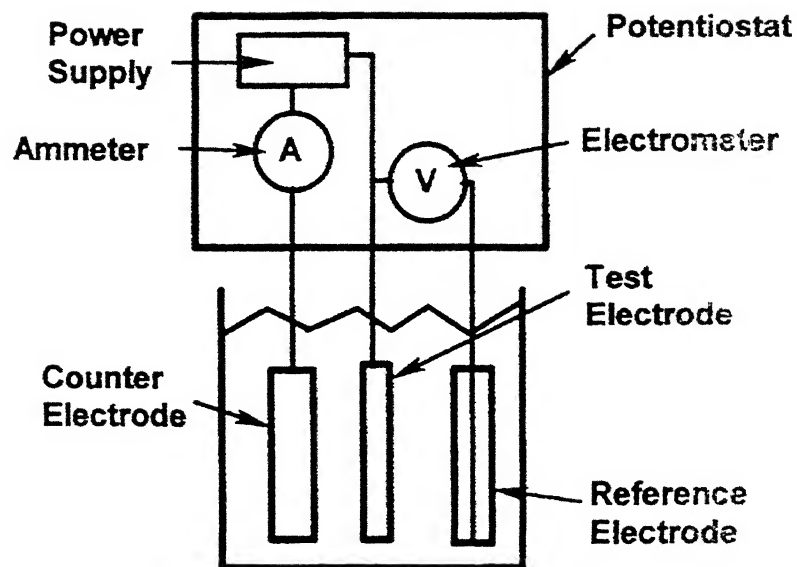 Power
Supply
Potentiostat
Ammeter
A
V
Electrometer
Test
Electrode
Counter
Electrode
Reference
Electrode